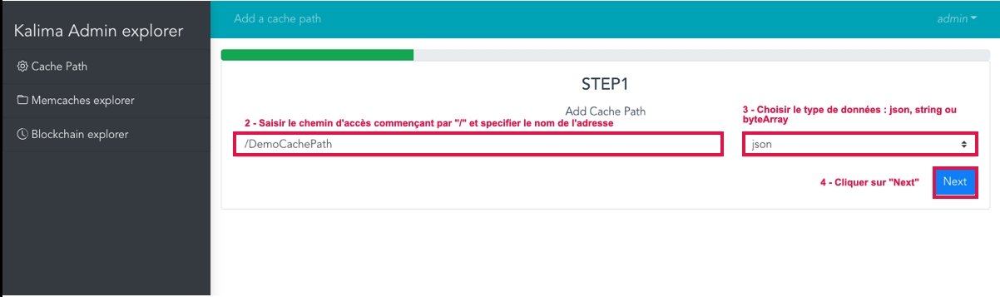 Kalima Admin explorer
Cache Path
Memcaches explorer
Blockchain explorer
Add a cache path
admin
STEP1
Add Cache Path
2 - Saisir le chemin d'accès commençant par "/" et specifier le nom de l'adresse
/DemoCachePath
3 - Choisir le type de données : json, string ou
byteArray
json
4 - Cliquer sur "Next"
Next